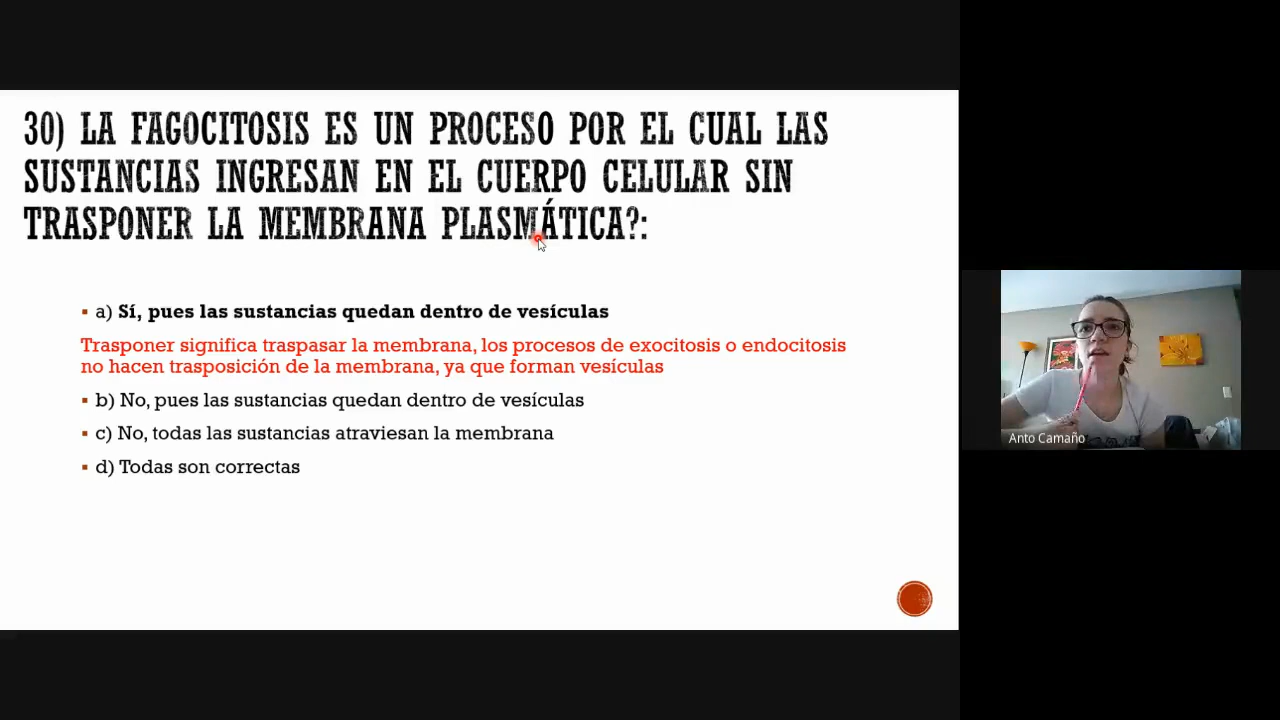 30) LA FAGOCITOSIS ES UN PROCESO POR EL CUAL LAS
SUSTANCIAS INGRESAN EN EL CUERPO CELULAR SIN
TRASPONER LA MEMBRANA PLASMÁTICA?:
a) Sí, pues las sustancias quedan dentro de vesículas
Trasponer significa traspasar la membrana, los procesos de exocitosis o endocitosis
no hacen trasposición de la membrana, ya que forman vesículas
b) No, pues las sustancias quedan dentro de vesículas
c) No, todas las sustancias atraviesan la membrana
d) Todas son correctas
Anto Camaño